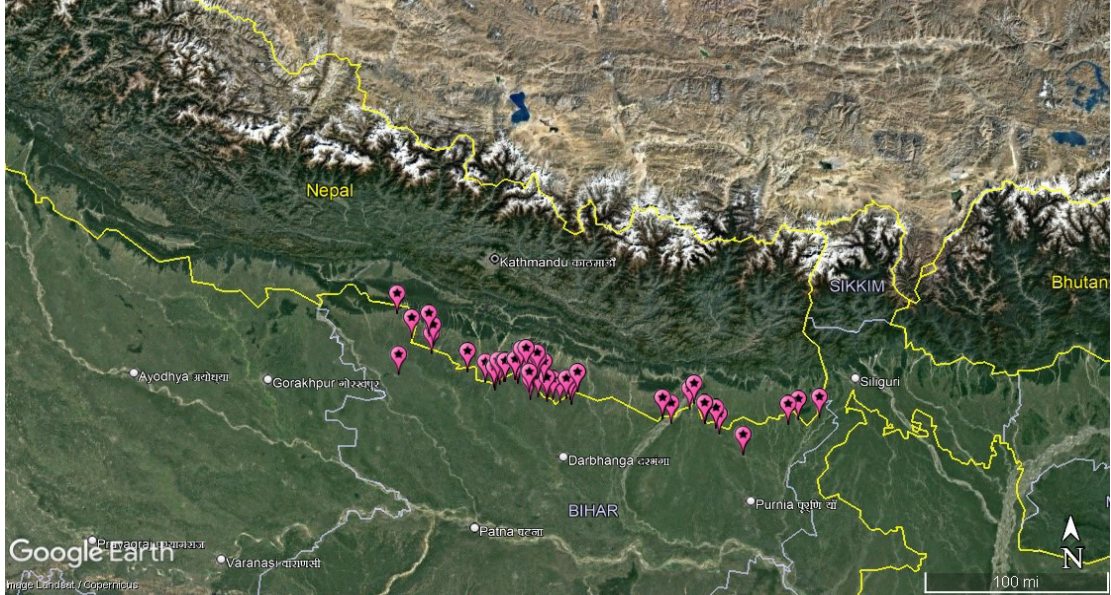 Nepal
Kathmandu काठमाडौं
SIKKIM
Bhutan
Ayodhya अयोध्या
Gorakhpur गोरखपुर
Siliguri
Darbhanga दरभंगा
BIHAR
Purnia
Patna पटना
Varanasi वाराणसी
Google Earth
Image Landsat / Copernicus
N
100 mi